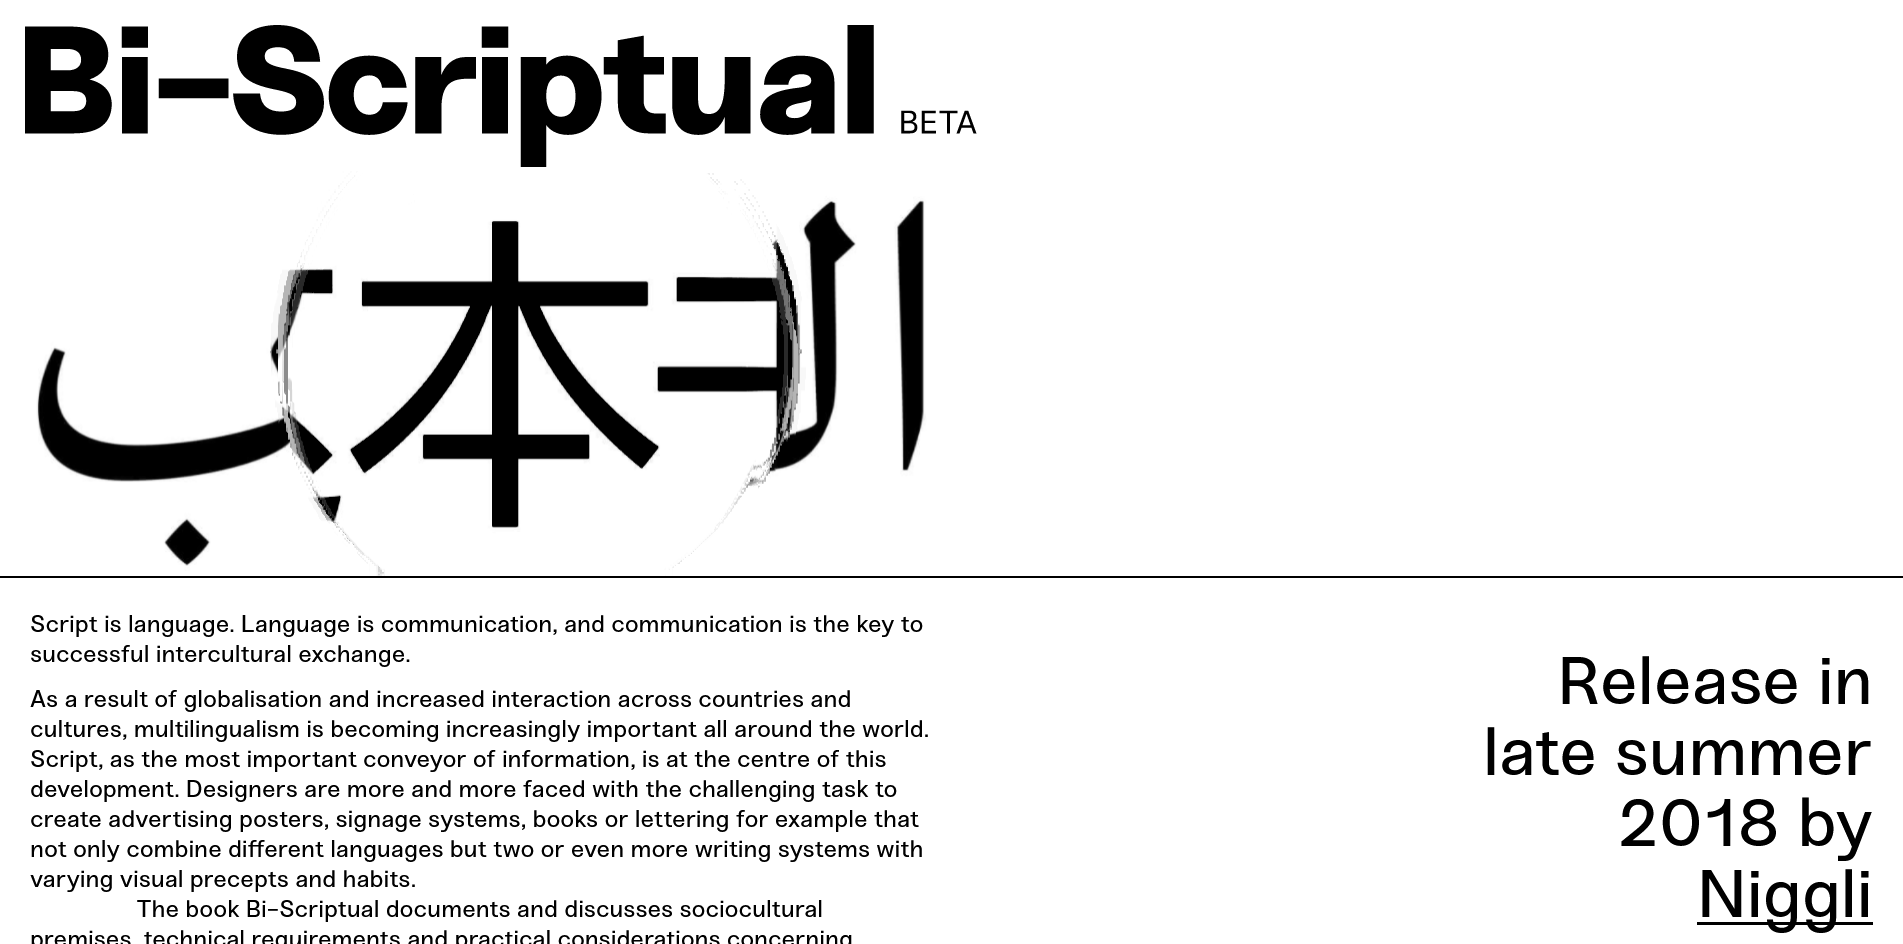 Bi–Scriptual BETA
本
Script is language. Language is communication, and communication is the key to
successful intercultural exchange.
As a result of globalisation and increased interaction across countries and
cultures, multilingualism is becoming increasingly important all around the world.
Script, as the most important conveyor of information, is at the centre of this
development. Designers are more and more faced with the challenging task to
create advertising posters, signage systems, books or lettering for example that
not only combine different languages but two or even more writing systems with
varying visual precepts and habits.
The book Bi–Scriptual documents and discusses sociocultural
premises, technical requirements and practical considerations concerning
Release in
late summer
2018 by
Niggli